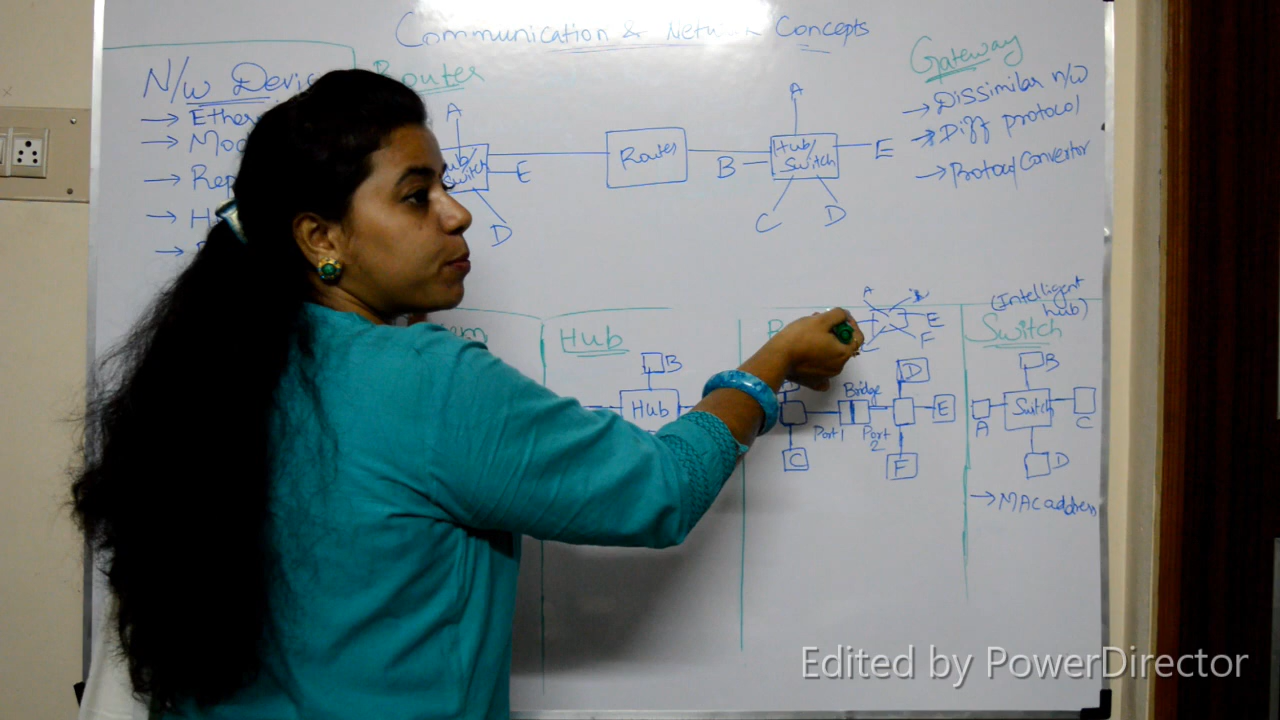 Communication & Network Concepts
N/w Devic
→ Ether
→ Mod
→ Rep
→ H
Router
A
Hub/
Switch
E
D
Router
A
Hub/
Switch
B
E
C
D
Gateway
→ Dissimilar n/w
→ Diff protocol
→ Protocol Convertor
em
Hub
B
Hub
B
A
E
F
C
Bridge
Port 1
Port 2
C
D
E
F
(Intelligent
hub)
Switch
B
Switch
A
C
D
→ MAC address
Edited by PowerDirector